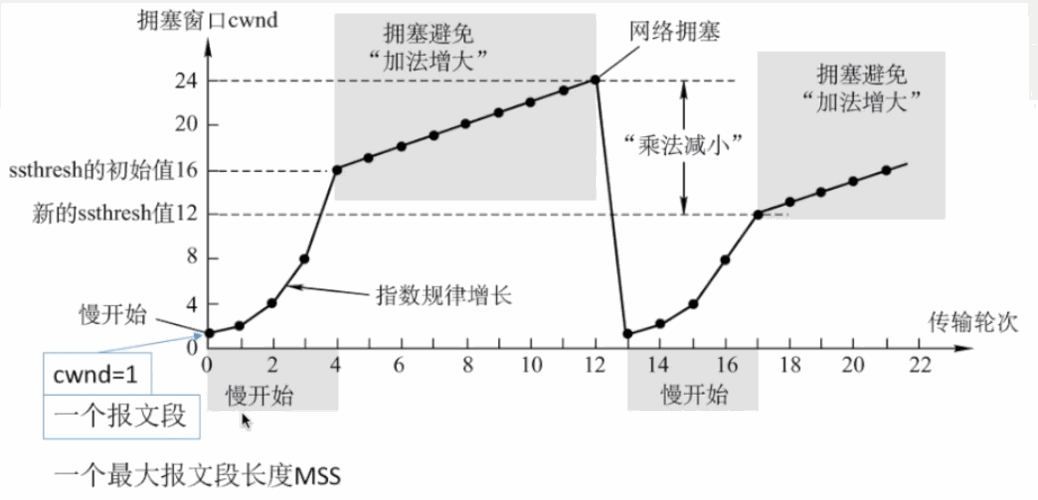 拥塞窗口cwnd
拥塞避免
“加法增大”
网络拥塞
拥塞避免
“加法增大”
24
20
“乘法减小”
ssthresh的初始值16
新的ssthresh值12
8
4
0
慢开始
指数规律增长
传输轮次
0 2 4 6 8 10 12 14 16 18 20 22
cwnd=1
慢开始
慢开始
一个报文段
一个最大报文段长度MSS